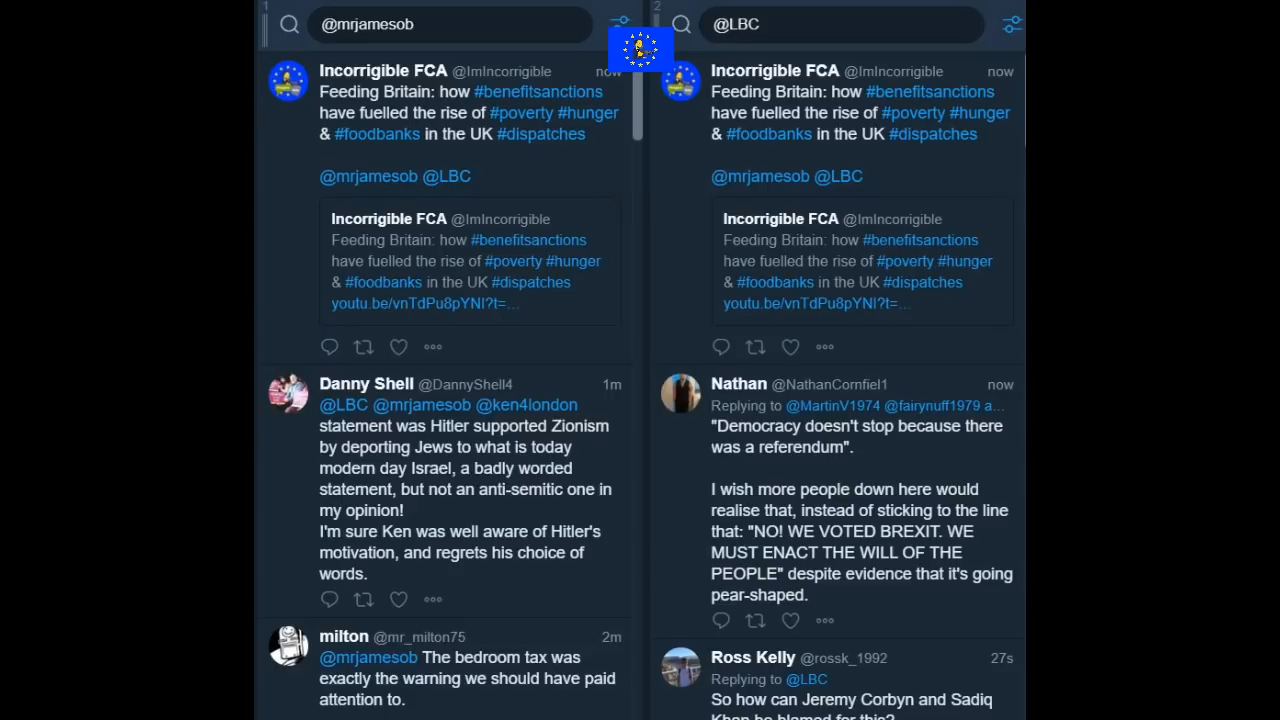 1
@mrjamesob
Incorrigible FCA @ImIncorrigible now
Feeding Britain: how #benefitsanctions
have fuelled the rise of #poverty #hunger
& #foodbanks in the UK #dispatches
@mrjamesob @LBC
Incorrigible FCA @ImIncorrigible
Feeding Britain: how #benefitsanctions
have fuelled the rise of #poverty #hunger
& #foodbanks in the UK #dispatches
youtu.be/vnTdPu8pYNI?t=...
Danny Shell @DannyShell4 1m
@LBC @mrjamesob @ken4london
statement was Hitler supported Zionism
by deporting Jews to what is today
modern day Israel, a badly worded
statement, but not an anti-semitic one in
my opinion!
I'm sure Ken was well aware of Hitler's
motivation, and regrets his choice of
words.
milton @mr_milton75 2m
@mrjamesob The bedroom tax was
exactly the warning we should have paid
attention to.
2
@LBC
Incorrigible FCA @ImIncorrigible now
Feeding Britain: how #benefitsanctions
have fuelled the rise of #poverty #hunger
& #foodbanks in the UK #dispatches
@mrjamesob @LBC
Incorrigible FCA @ImIncorrigible
Feeding Britain: how #benefitsanctions
have fuelled the rise of #poverty #hunger
& #foodbanks in the UK #dispatches
youtu.be/vnTdPu8pYNI?t=...
Nathan @NathanCornfiel1 now
Replying to @MartinV1974 @fairynuff1979 a...
"Democracy doesn't stop because there
was a referendum".
I wish more people down here would
realise that, instead of sticking to the line
that: "NO! WE VOTED BREXIT. WE
MUST ENACT THE WILL OF THE
PEOPLE" despite evidence that it's going
pear-shaped.
Ross Kelly @rossk_1992 27s
Replying to @LBC
So how can Jeremy Corbyn and Sadiq
Khan be blamed for this?